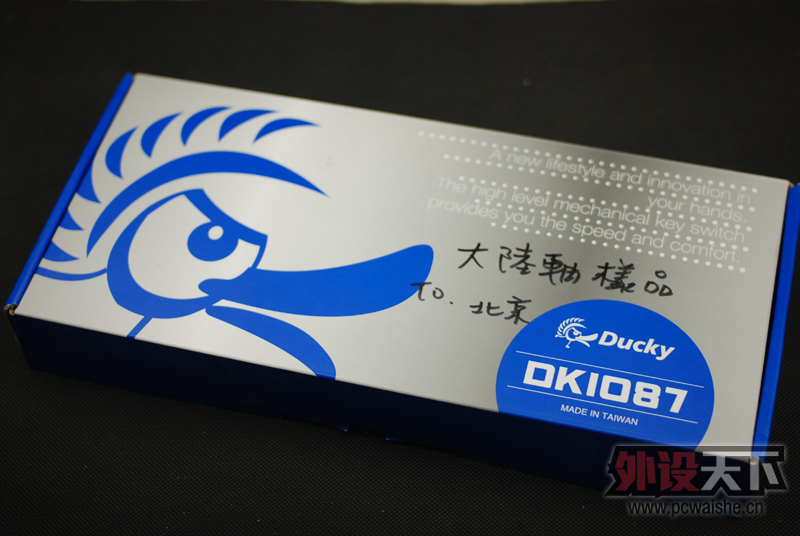 A new lifestyle and innovation in
your hands.
The high level mechanical key switch
provides you the speed and comfort.
大陸軸樣品
TO. 北京
Ducky
DK1087
MADE IN TAIWAN
外设天下
www.pcwaishe.cn